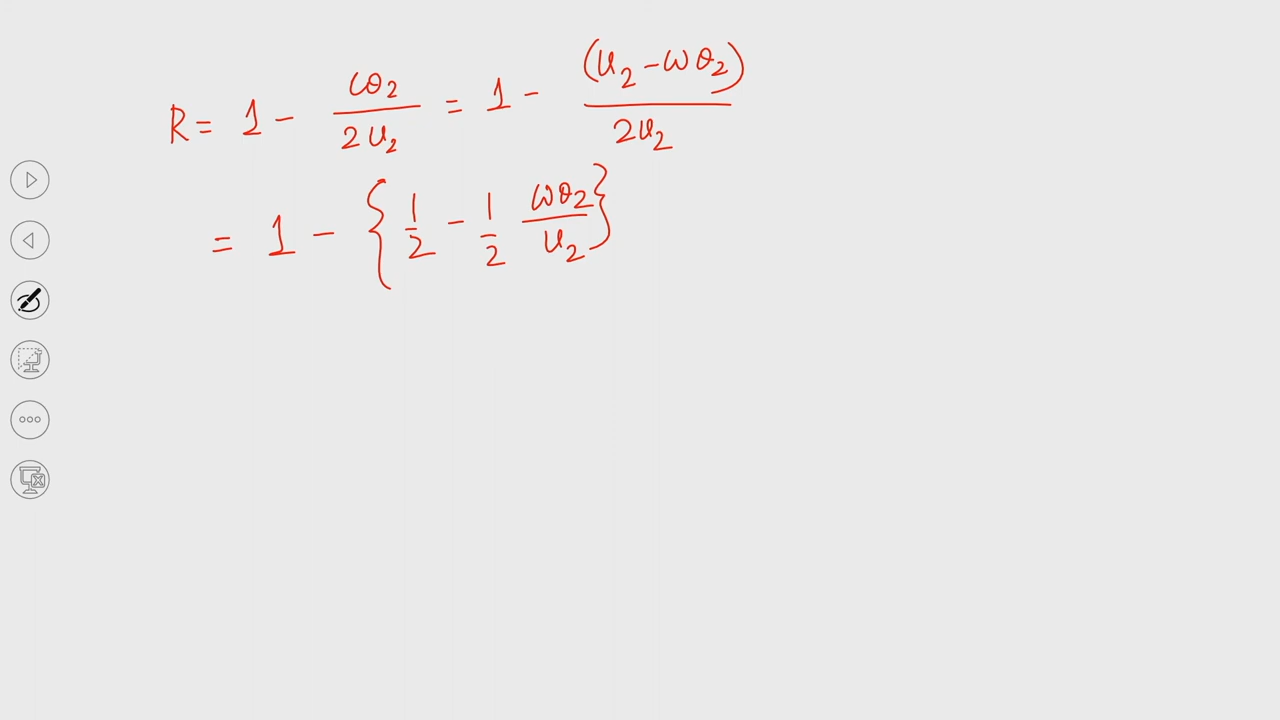 R = 1 - cθ₂ / 2U₂ = 1 - (U₂ - Wθ₂) / 2U₂
= 1 - { 1/2 - 1/2 Wθ₂/U₂ }